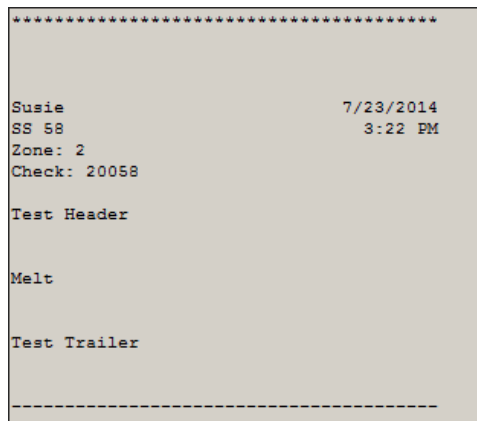 ****************************************
Susie 7/23/2014
SS 58 3:22 PM
Zone: 2
Check: 20058
Test Header
Melt
Test Trailer
----------------------------------------